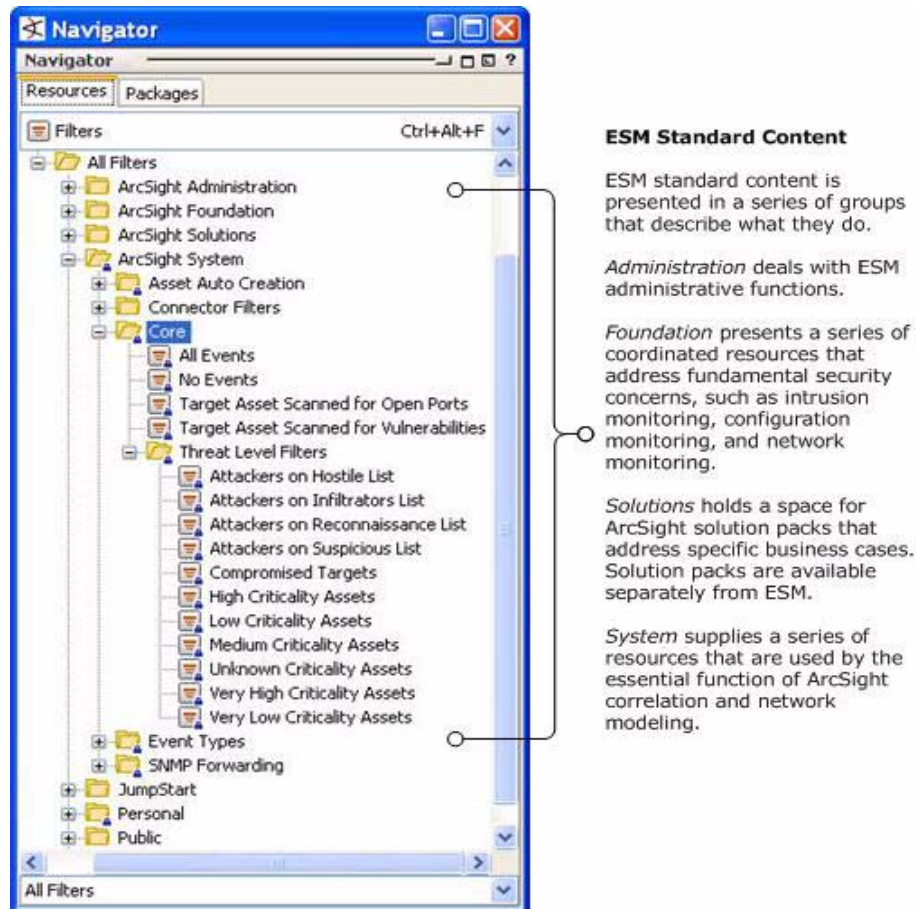 Navigator
Navigator
?
Resources Packages
Filters Ctrl+Alt+F
All Filters
ArcSight Administration
ArcSight Foundation
ArcSight Solutions
ArcSight System
Asset Auto Creation
Connector Filters
Core
All Events
No Events
Target Asset Scanned for Open Ports
Target Asset Scanned for Vulnerabilities
Threat Level Filters
Attackers on Hostile List
Attackers on Infiltrators List
Attackers on Reconnaissance List
Attackers on Suspicious List
Compromised Targets
High Criticality Assets
Low Criticality Assets
Medium Criticality Assets
Unknown Criticality Assets
Very High Criticality Assets
Very Low Criticality Assets
Event Types
SNMP Forwarding
JumpStart
Personal
Public
All Filters
ESM Standard Content
ESM standard content is
presented in a series of groups
that describe what they do.
Administration deals with ESM
administrative functions.
Foundation presents a series of
coordinated resources that
address fundamental security
concerns, such as intrusion
monitoring, configuration
monitoring, and network
monitoring.
Solutions holds a space for
ArcSight solution packs that
address specific business cases.
Solution packs are available
separately from ESM.
System supplies a series of
resources that are used by the
essential function of ArcSight
correlation and network
modeling.